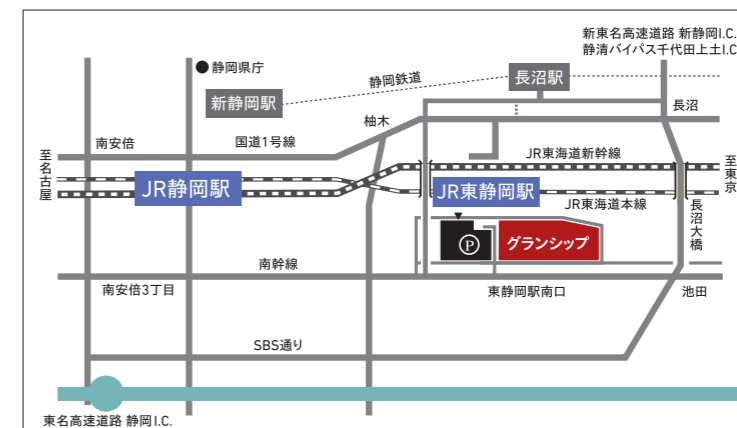 新東名高速道路 新静岡I.C.
静清バイパス千代田上土I.C
静岡県庁
静岡鉄道
長沼駅
新静岡駅
長沼
柚木
南安倍
国道1号線
至名古屋
JR東海道新幹線
至東京
JR静岡駅
JR東静岡駅
JR東海道本線
長沼大橋
P
グランシップ
南幹線
南安倍3丁目
東静岡駅南口
池田
SBS通り
東名高速道路 静岡I.C.